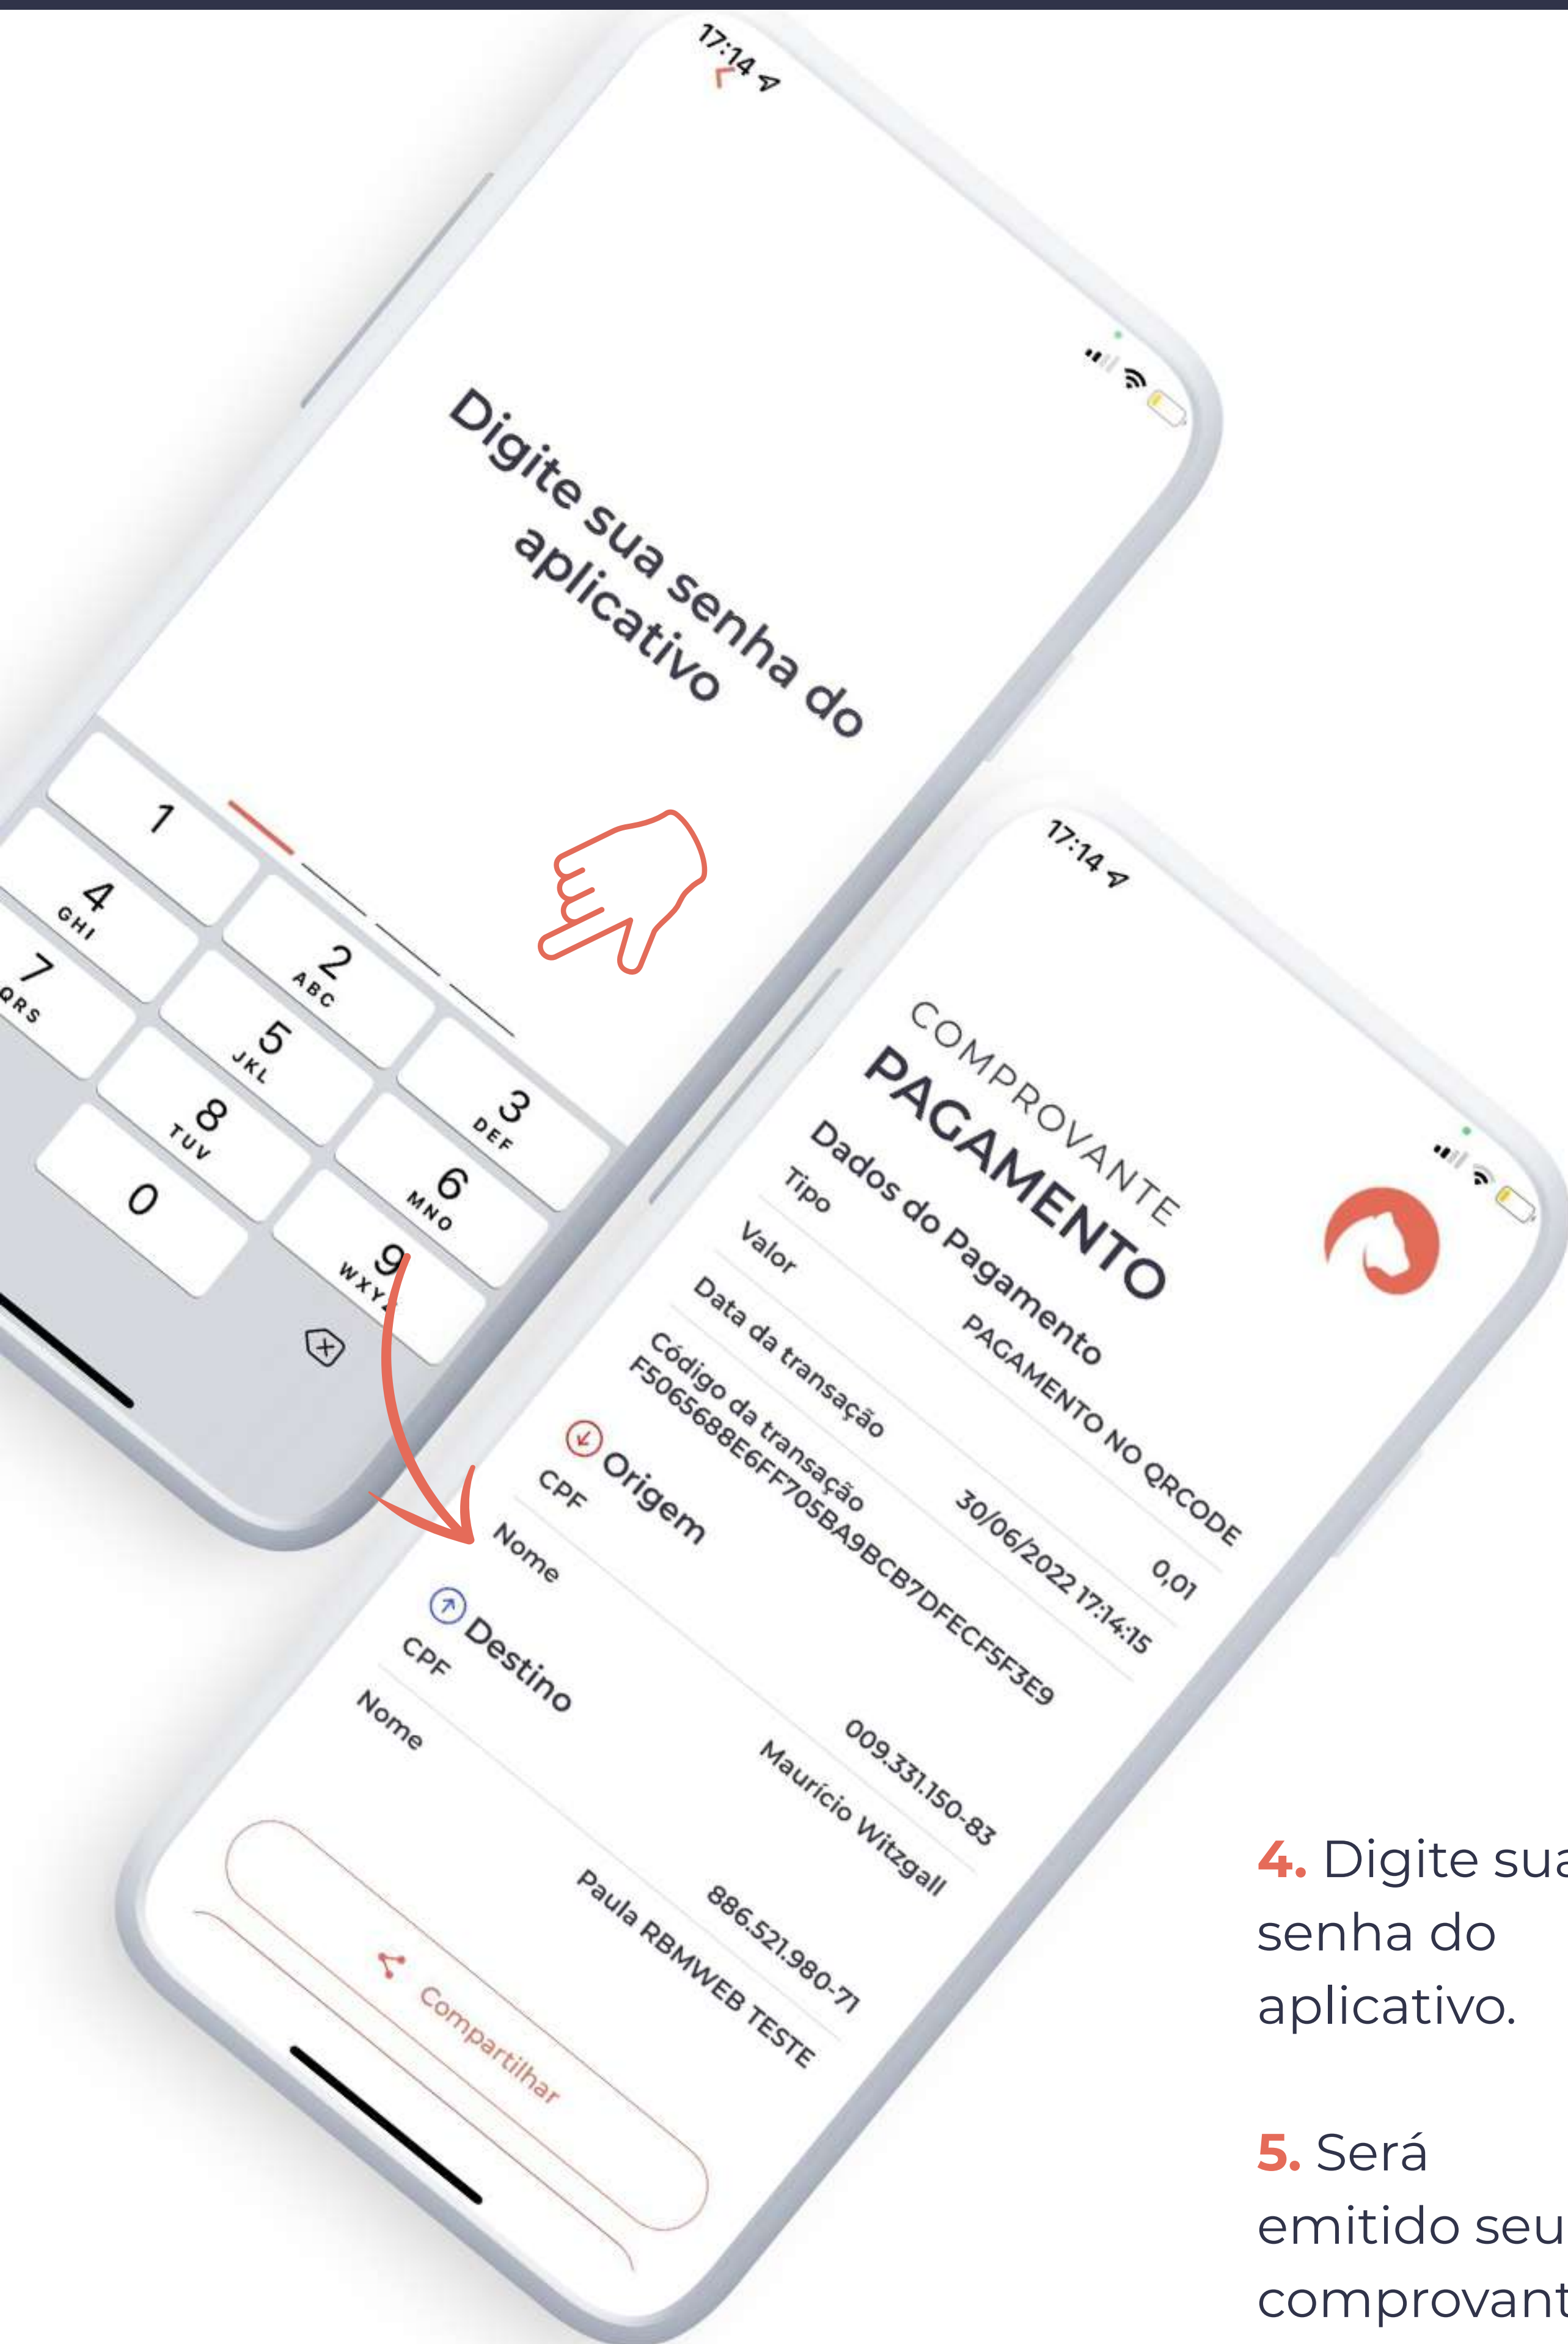 17:14
Digite sua senha do
aplicativo
1
2
ABC
3
DEF
4
GHI
5
JKL
6
MNO
7
QRS
8
TUV
9
WXYZ
0
17:14
COMPROVANTE
PAGAMENTO
Dados do Pagamento
Tipo PAGAMENTO NO QRCODE
Valor 0,01
Data da transação 30/06/2022 17:14:15
Código da transação
F5065688E6FF705BA9BCB7DFECF5F3E9
Origem
CPF 009.331.150-83
Nome Maurício Witzgall
Destino
CPF 886.521.980-71
Nome Paula RBMWEB TESTE
Compartilhar
4. Digite sua
senha do
aplicativo.
5. Será
emitido seu
comprovant